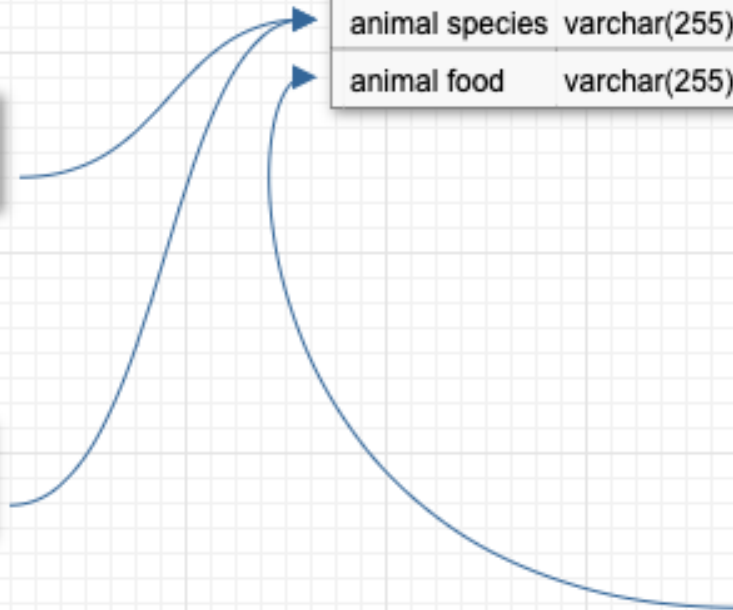 animal species varchar(255)
animal food varchar(255)